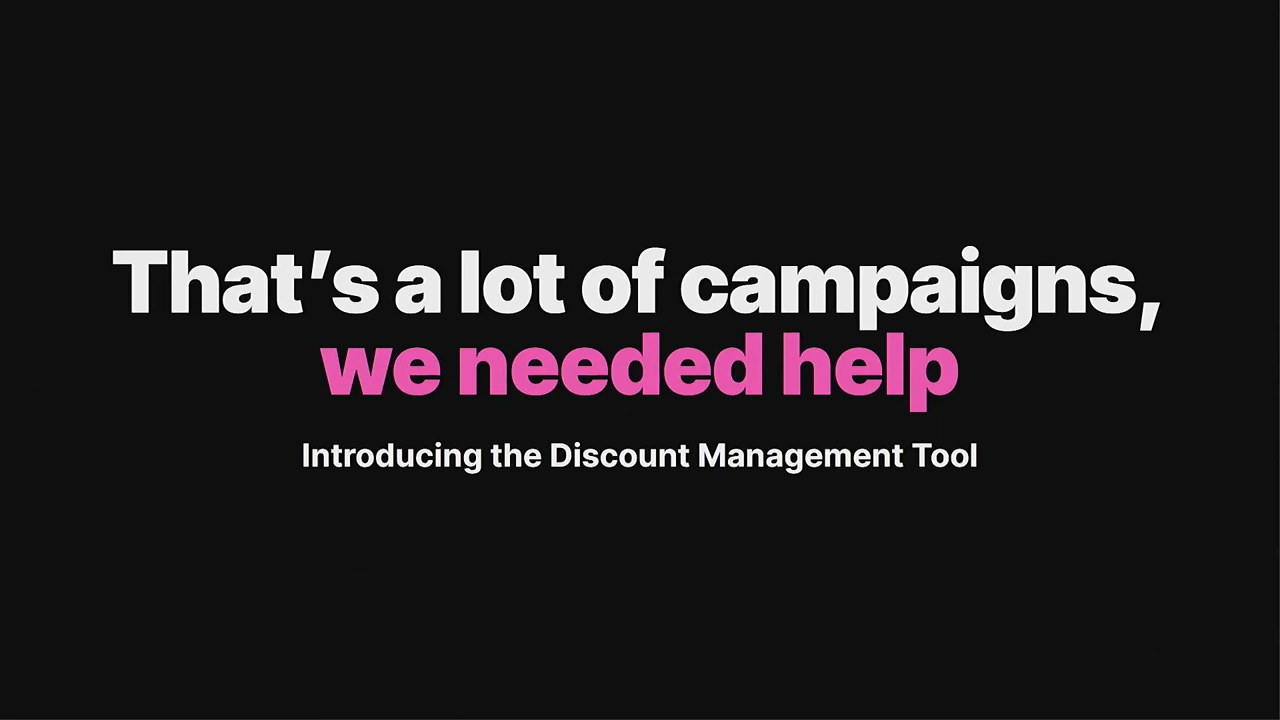 That’s a lot of campaigns,
we needed help
Introducing the Discount Management Tool